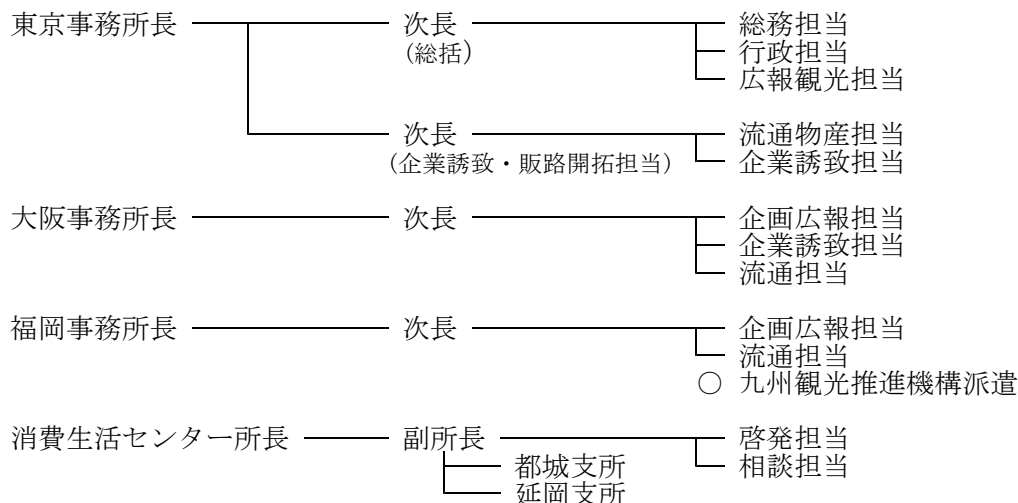 東京事務所長 次長 総務担当
(総括) 行政担当
広報観光担当
次長 流通物産担当
(企業誘致・販路開拓担当) 企業誘致担当
大阪事務所長 次長 企画広報担当
企業誘致担当
流通担当
福岡事務所長 次長 企画広報担当
流通担当
○ 九州観光推進機構派遣
消費生活センター所長 副所長 啓発担当
都城支所 相談担当
延岡支所